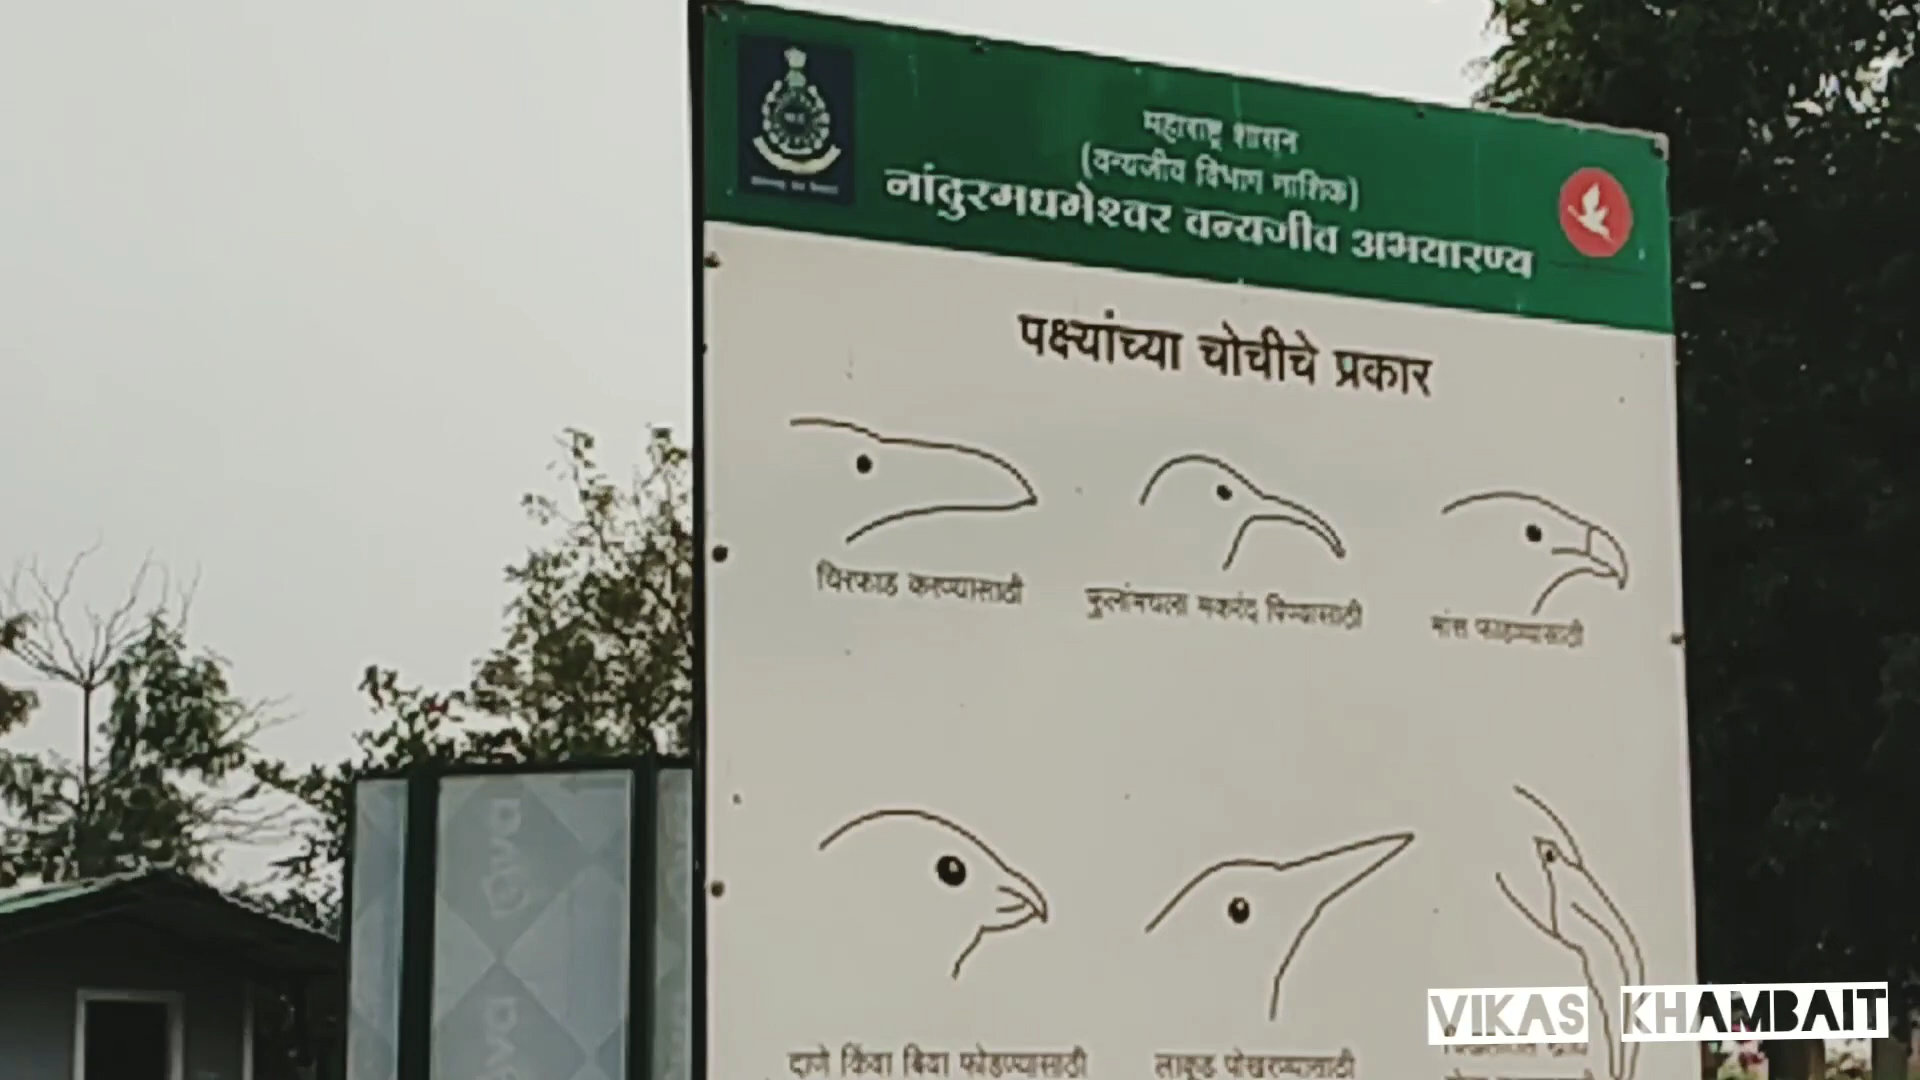 महाराष्ट्र शासन
(वन्यजीव विभाग नाशिक)
नांदुरमधमेश्वर वन्यजीव अभयारण्य
पक्ष्यांच्या चोचीचे प्रकार
चिरफाड करण्यासाठी
फुलांमधला मकरंद पिण्यासाठी
मांस फाडण्यासाठी
दाणे किंवा बिया फोडण्यासाठी
लाकूड पोखरण्यासाठी
VIKAS KHAMBAIT